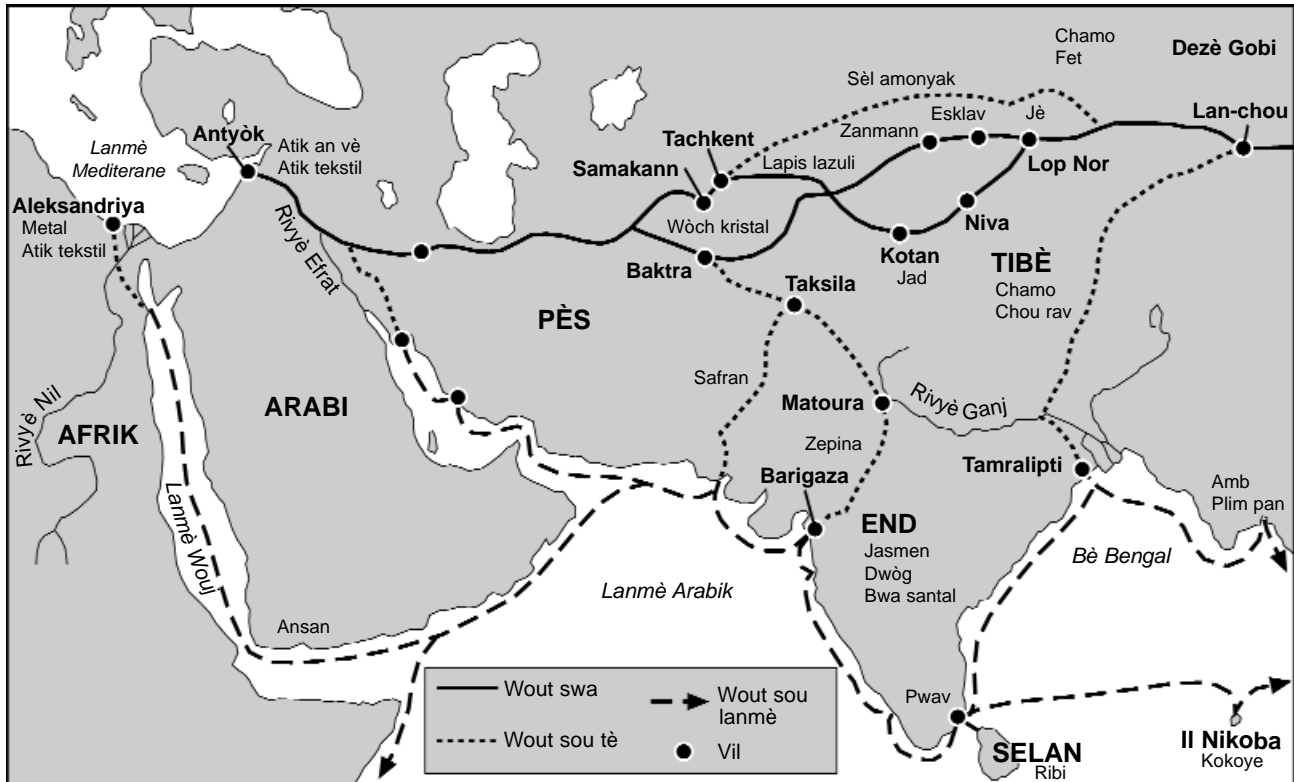 Chamo
Fet
Dezè Gobi
Sèl amonyak
Esklav
Jè
Lan-chou
Antyòk
Lanmè
Mediterane
Atik an vè
Atik tekstil
Tachkent
Zanmann
Samakann
Lapis lazuli
Lop Nor
Aleksandriya
Metal
Atik tekstil
Rivyè Efrat
Wòch kristal
Niva
Baktra
Kotan
Jad
TIBÈ
Chamo
Chou rav
Taksila
PÈS
Safran
Rivyè Nil
AFRIK
ARABI
Matoura
Rivyè Ganj
Zepina
Tamralipti
Barigaza
Amb
Plim pan
Lanmè Wouj
END
Jasmen
Dwòg
Bwa santal
Bè Bengal
Lanmè Arabik
Ansan
Wout swa
Wout sou
lanmè
Wout sou tè
Vil
Pwav
SELAN
Ribi
Il Nikoba
Kokoye